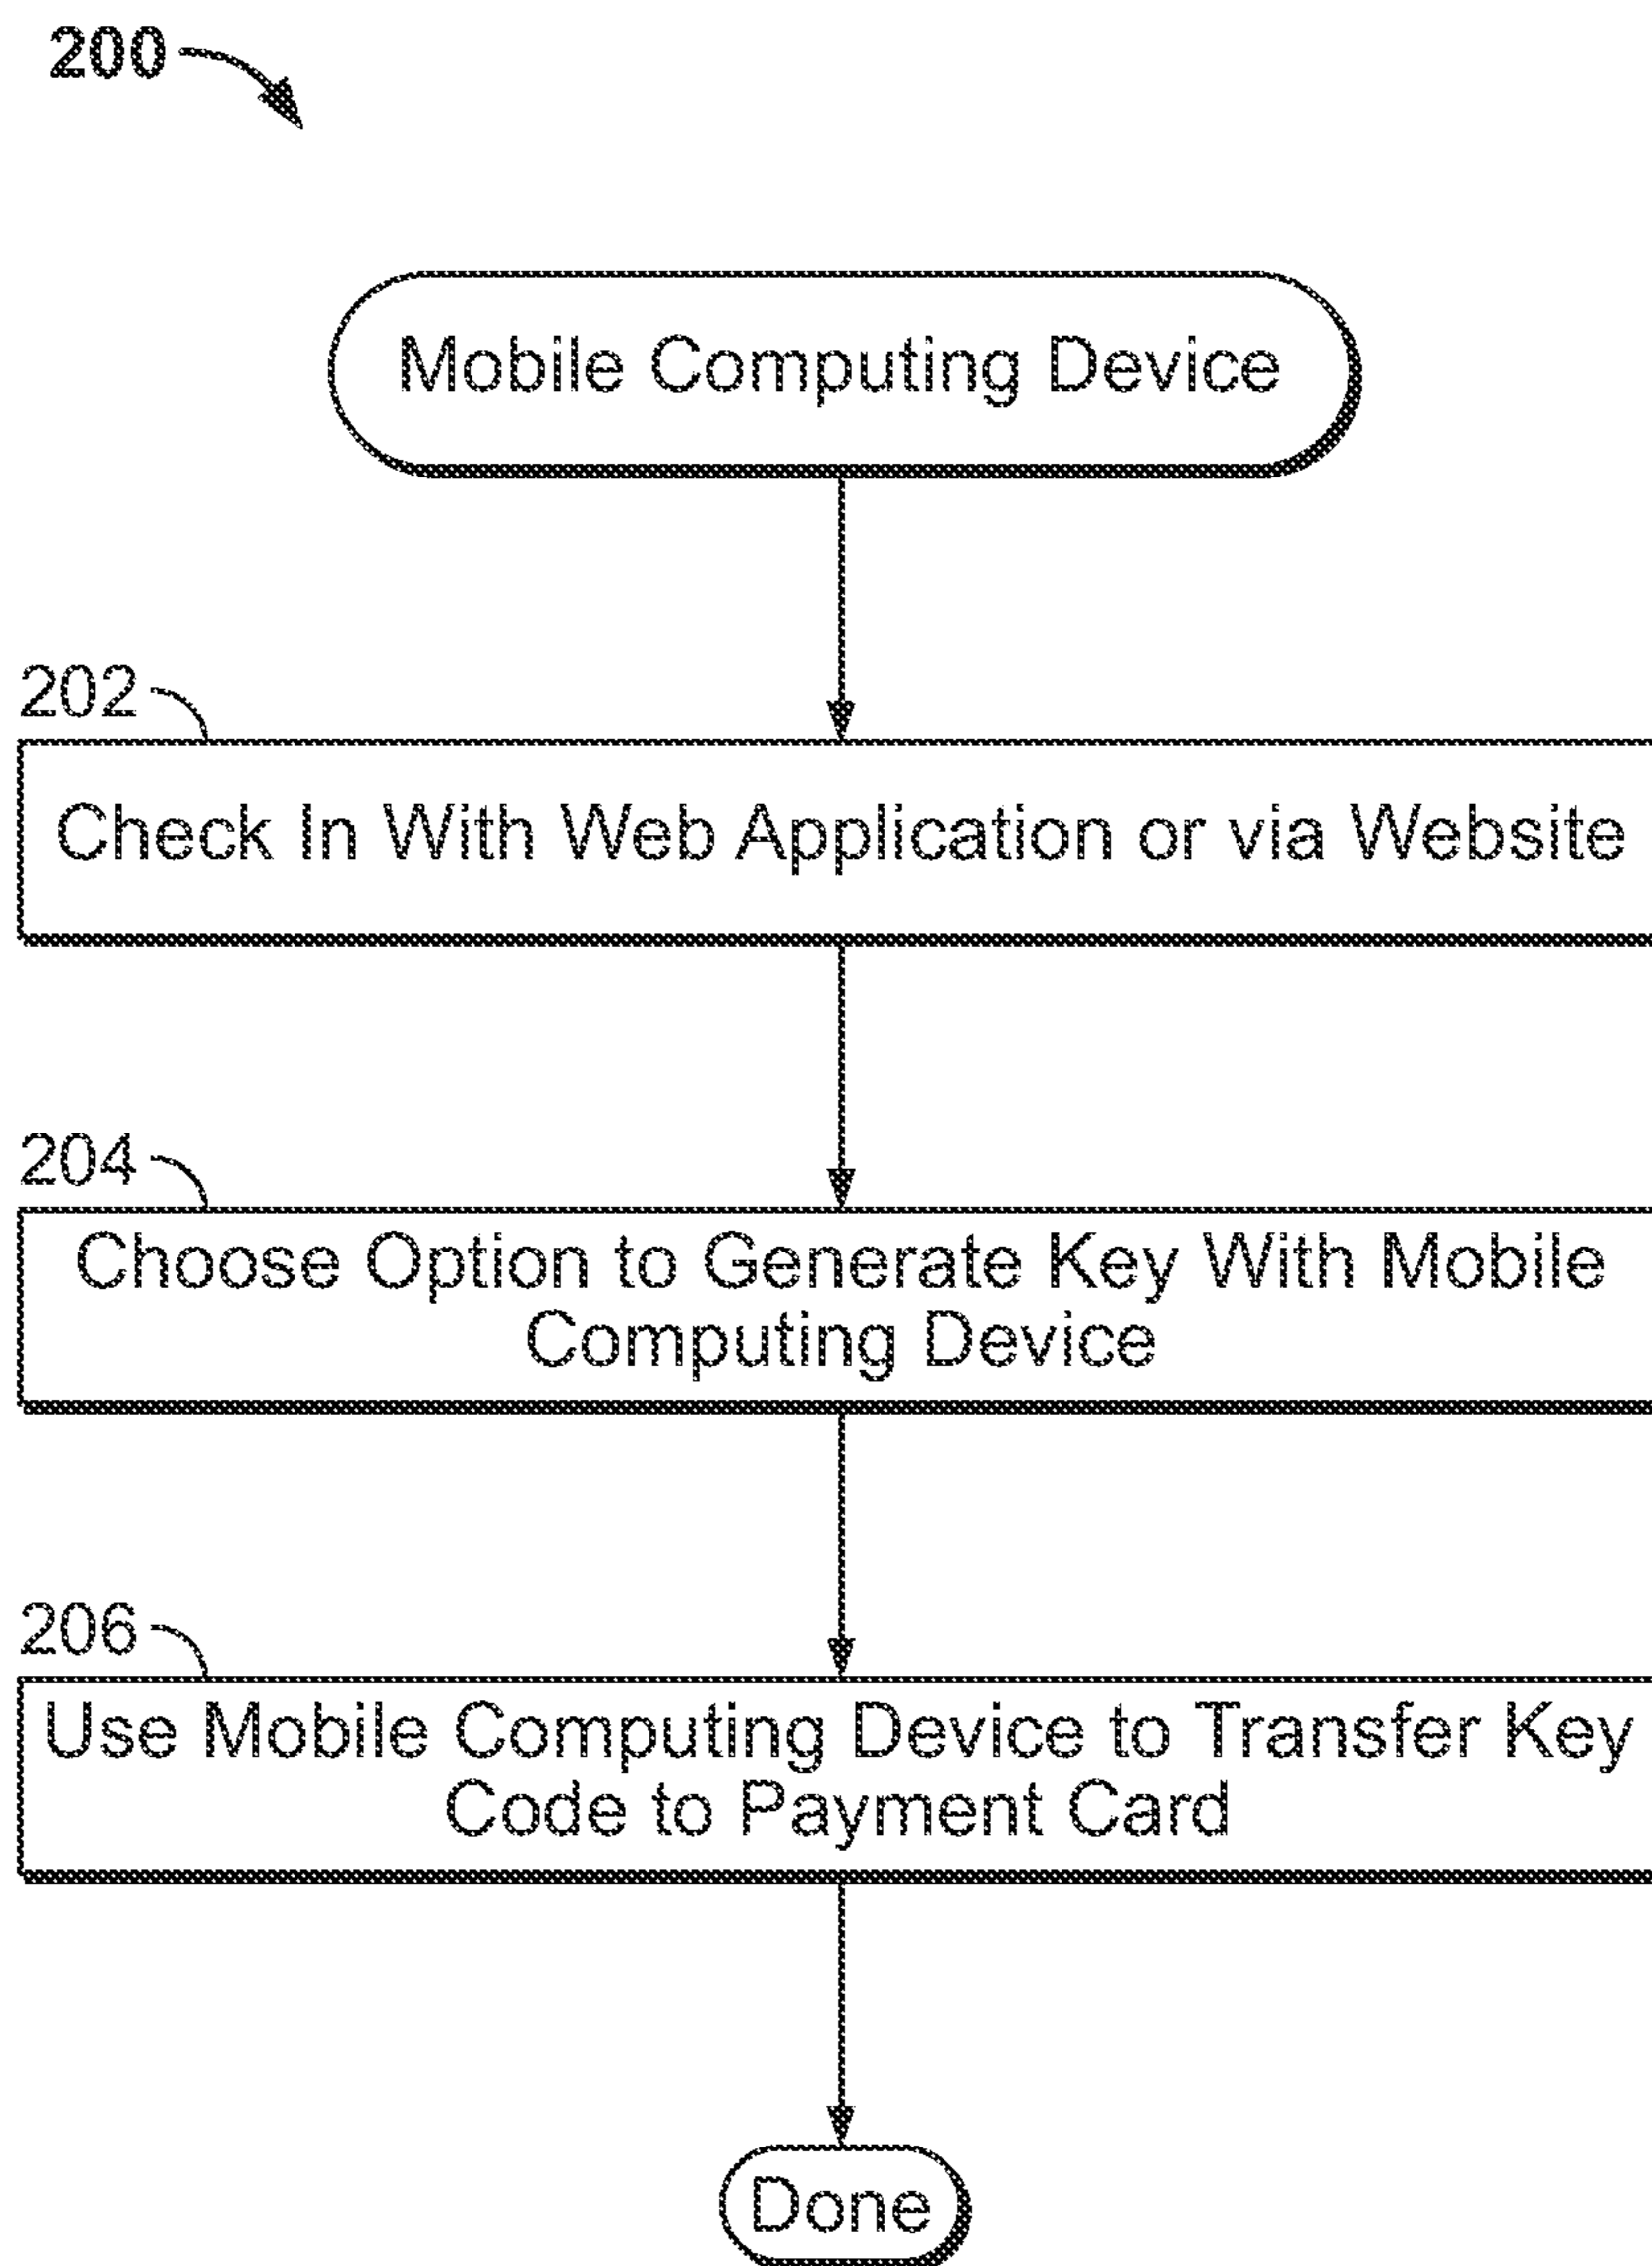 200
Mobile Computing Device
202
Check In With Web Application or via Website
204
Choose Option to Generate Key With Mobile
Computing Device
206
Use Mobile Computing Device to Transfer Key
Code to Payment Card
Done